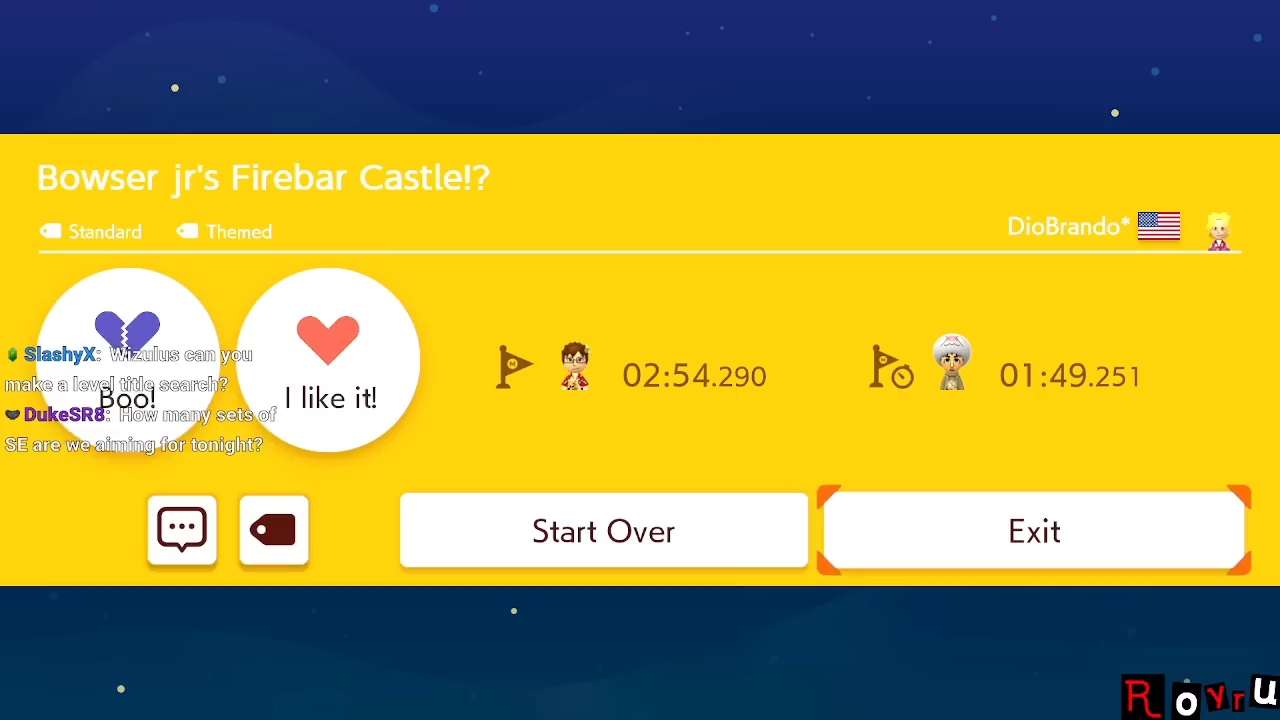 Bowser jr's Firebar Castle!?
Standard
Themed
DioBrando*
SlashyX: Wizulus can you
make a level title search?
DukeSR8: How many sets of
SE are we aiming for tonight?
Boo!
I like it!
M
02:54.290
M
01:49.251
Start Over
Exit
Royru